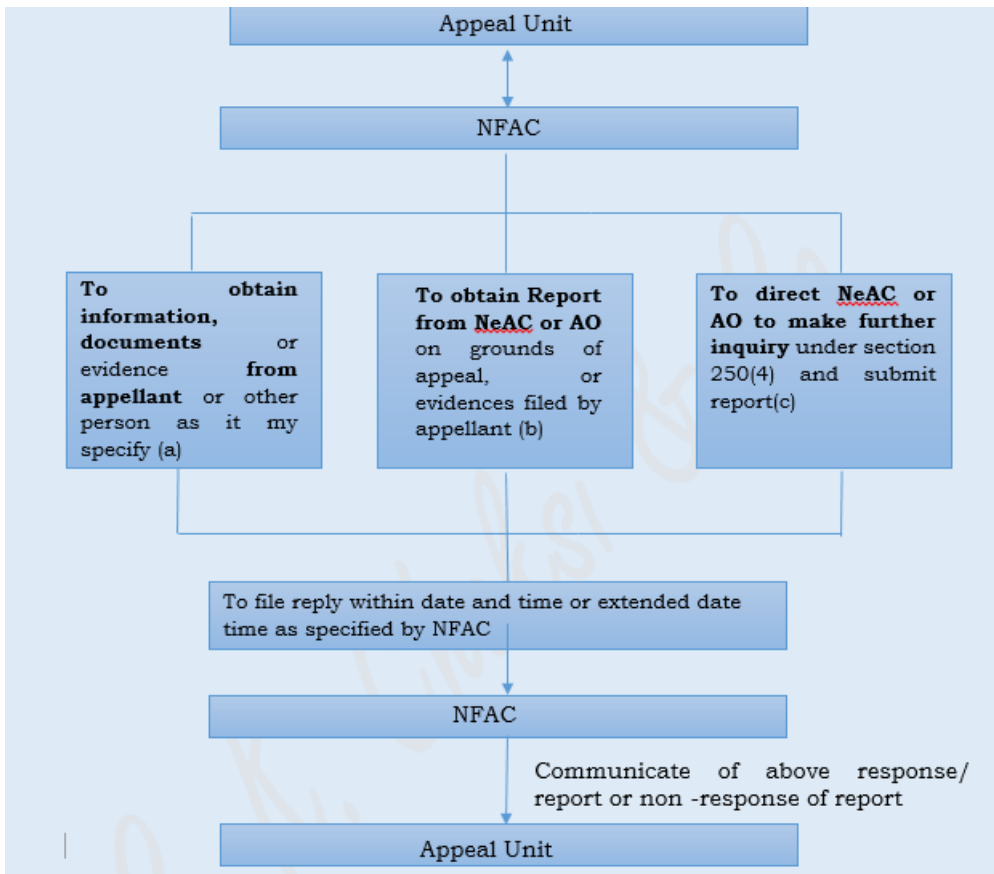 Appeal Unit
NFAC
To obtain
information,
documents or
evidence from
appellant or other
person as it my
specify (a)
To obtain Report
from NeAC or AO
on grounds of
appeal, or
evidences filed by
appellant (b)
To direct NeAC or
AO to make further
inquiry under section
250(4) and submit
report(c)
To file reply within date and time or extended date
time as specified by NFAC
NFAC
Communicate of above response/
report or non -response of report
Appeal Unit